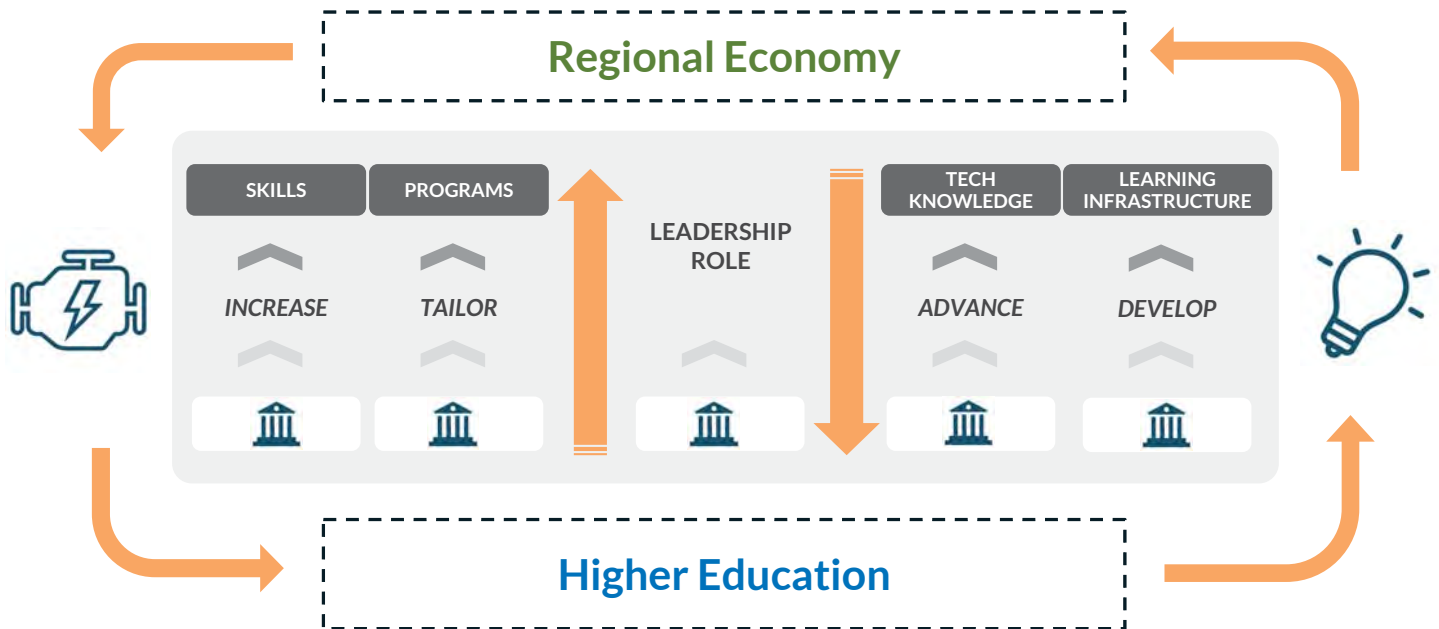 Regional Economy
SKILLS
PROGRAMS
LEADERSHIP
ROLE
TECH
KNOWLEDGE
LEARNING
INFRASTRUCTURE
INCREASE
TAILOR
ADVANCE
DEVELOP
Higher Education